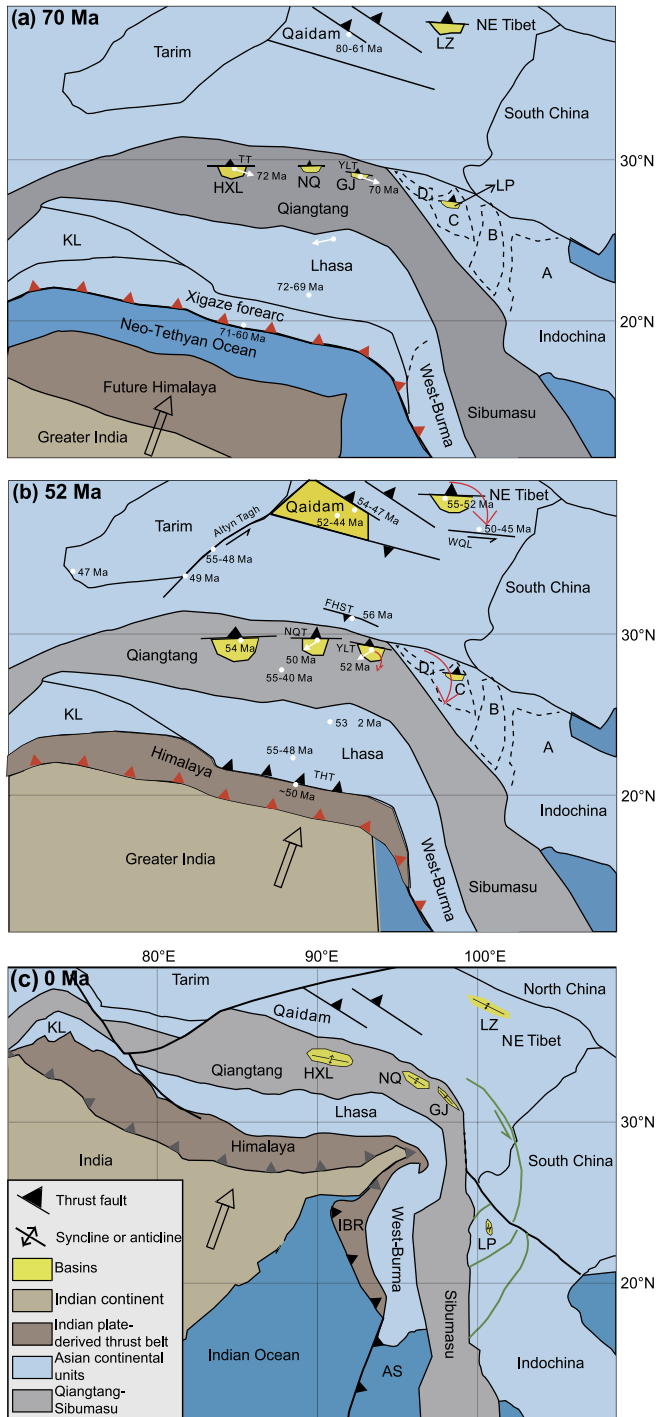 (a) 70 Ma
Qaidam
80-61 Ma
NE Tibet
LZ
Tarim
South China
30°N
TT
72 Ma
HXL
NQ
YLT
GJ
70 Ma
Qiangtang
D
C
LP
B
A
KL
Lhasa
72-69 Ma
Xigaze forearc
71-60 Ma
Neo-Tethyan Ocean
20°N
Indochina
Future Himalaya
West-Burma
Sibumasu
Greater India
(b) 52 Ma
Tarim
Altyn Tagh
Qaidam
54-47 Ma
52-44 Ma
55-52 Ma
NE Tibet
50-45 Ma
WQL
55-48 Ma
47 Ma
49 Ma
South China
FHST
56 Ma
30°N
Qiangtang
54 Ma
NQT
50 Ma
YLT
52 Ma
55-40 Ma
D
C
B
A
KL
53 2 Ma
Lhasa
55-48 Ma
Himalaya
THT
~50 Ma
20°N
Indochina
Greater India
West-Burma
Sibumasu
80°E
90°E
100°E
(c) 0 Ma
Tarim
North China
Qaidam
LZ
NE Tibet
KL
Qiangtang
HXL
NQ
GJ
Lhasa
30°N
Himalaya
South China
India
IBR
West-Burma
LP
20°N
Sibumasu
Indian Ocean
AS
Indochina
Thrust fault
Syncline or anticline
Basins
Indian continent
Indian plate-
derived thrust belt
Asian continental
units
Qiangtang-
Sibumasu